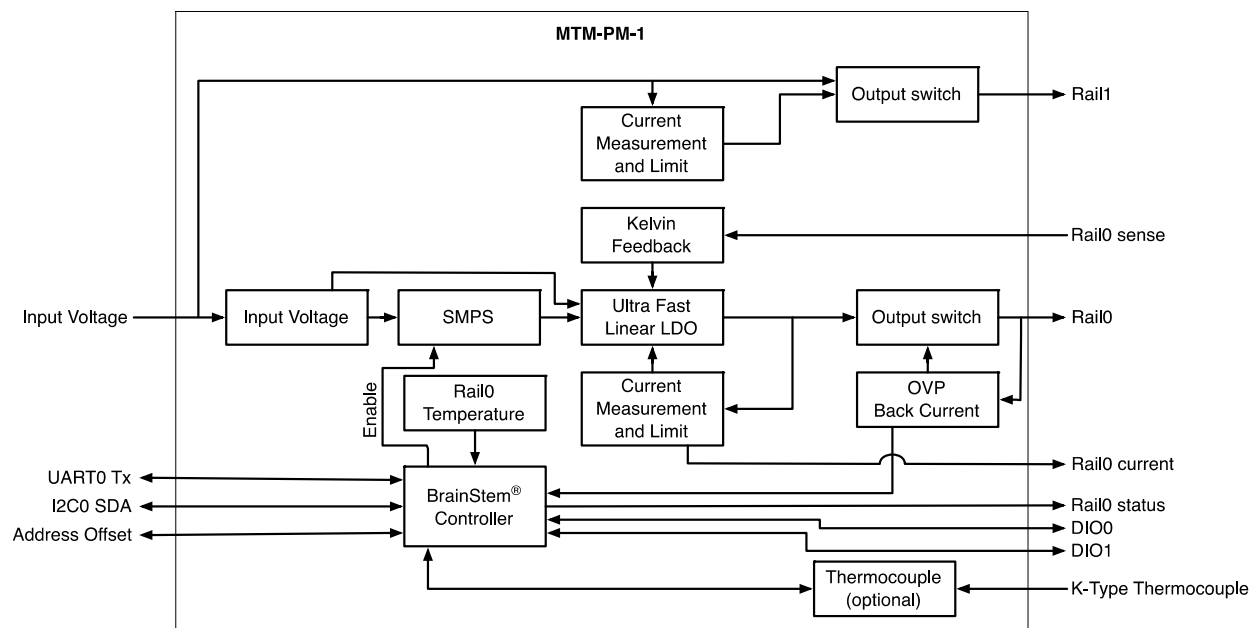 MTM-PM-1
Output switch
Rail1
Current
Measurement
and Limit
Kelvin
Feedback
Rail0 sense
Input Voltage
Input Voltage
SMPS
Ultra Fast
Linear LDO
Output switch
Rail0
Enable
Rail0
Temperature
Current
Measurement
and Limit
OVP
Back Current
Rail0 current
UART0 Tx
I2C0 SDA
Address Offset
BrainStem®
Controller
Rail0 status
DIO0
DIO1
Thermocouple
(optional)
K-Type Thermocouple